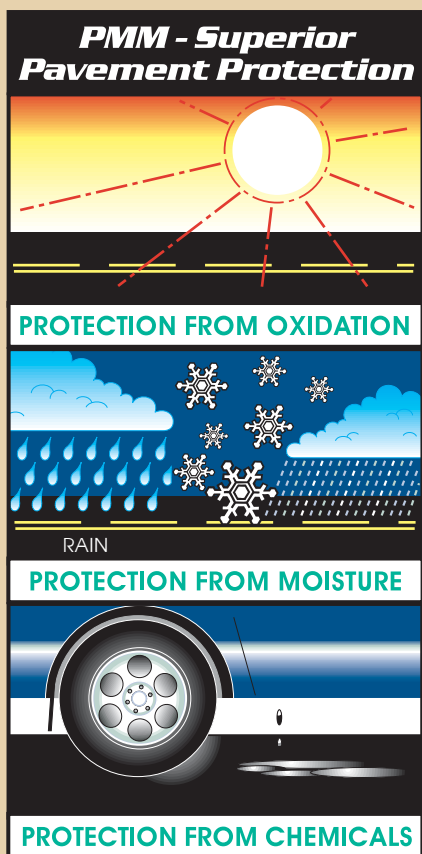 PMM - Superior
Pavement Protection
PROTECTION FROM OXIDATION
RAIN
PROTECTION FROM MOISTURE
PROTECTION FROM CHEMICALS